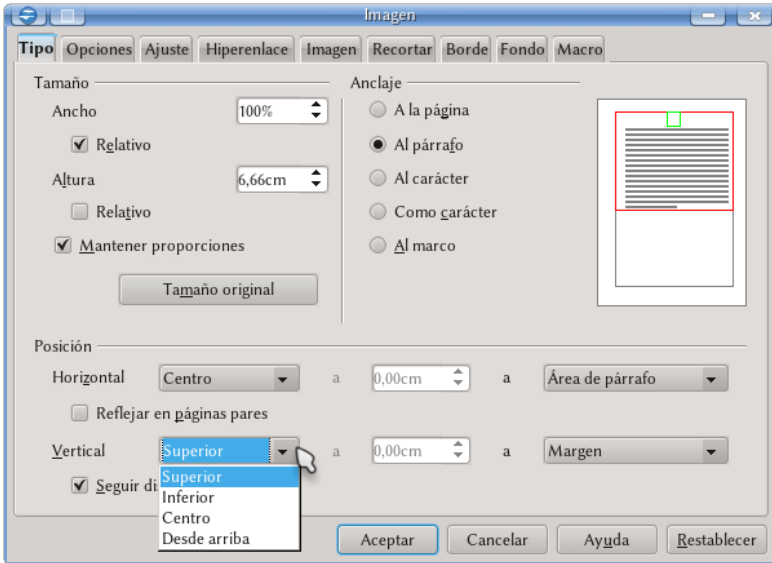 Imagen
Tipo Opciones Ajuste Hiperenlace Imagen Recortar Borde Fondo Macro
Tamaño
Ancho 100%
Relativo
Altura 6,66cm
Relativo
Mantener proporciones
Tamaño original
Anclaje
A la página
Al párrafo
Al carácter
Como carácter
Al marco
Posición
Horizontal Centro a 0,00cm a Área de párrafo
Reflejar en páginas pares
Vertical Superior a 0,00cm a Margen
Seguir di
Superior
Inferior
Centro
Desde arriba
Aceptar Cancelar Ayuda Restablecer